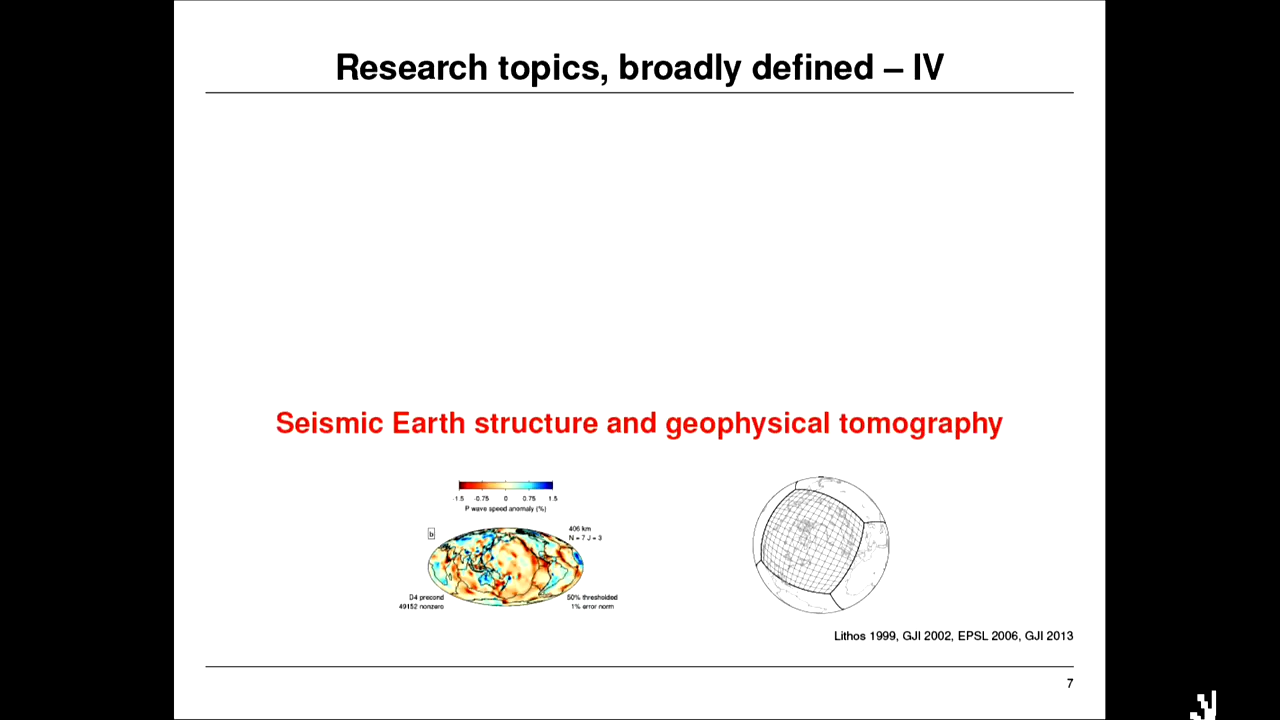 Research topics, broadly defined – IV
Seismic Earth structure and geophysical tomography
-1.5 -0.75 0 0.75 1.5
P wave speed anomaly (%)
b
406 km
N = 7 J = 3
D4 precond
49152 nonzero
50% thresholded
1% error norm
Lithos 1999, GJI 2002, EPSL 2006, GJI 2013
7